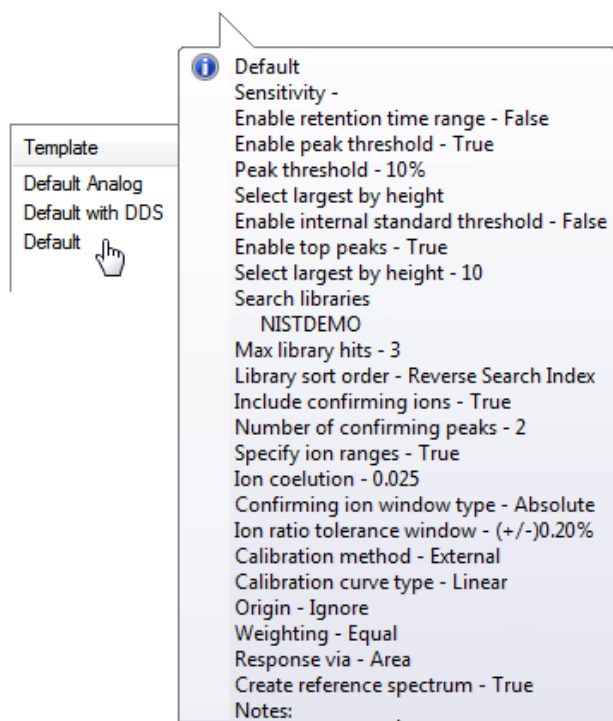 Default
Sensitivity -
Enable retention time range - False
Enable peak threshold - True
Peak threshold - 10%
Select largest by height
Enable internal standard threshold - False
Enable top peaks - True
Select largest by height - 10
Search libraries
NISTDEMO
Max library hits - 3
Library sort order - Reverse Search Index
Include confirming ions - True
Number of confirming peaks - 2
Specify ion ranges - True
Ion coelution - 0.025
Confirming ion window type - Absolute
Ion ratio tolerance window - (+/-)0.20%
Calibration method - External
Calibration curve type - Linear
Origin - Ignore
Weighting - Equal
Response via - Area
Create reference spectrum - True
Notes:
Template
Default Analog
Default with DDS
Default